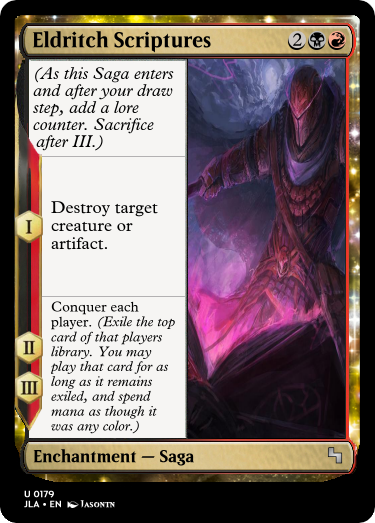 Eldritch Scriptures 2
(As this Saga enters
and after your draw
step, add a lore
counter. Sacrifice
after III.)
I
Destroy target
creature or
artifact.
II
III
Conquer each
player. (Exile the top
card of that players
library. You may
play that card for as
long as it remains
exiled, and spend
mana as though it
was any color.)
Enchantment — Saga
U 0179
JLA • EN JASONTN